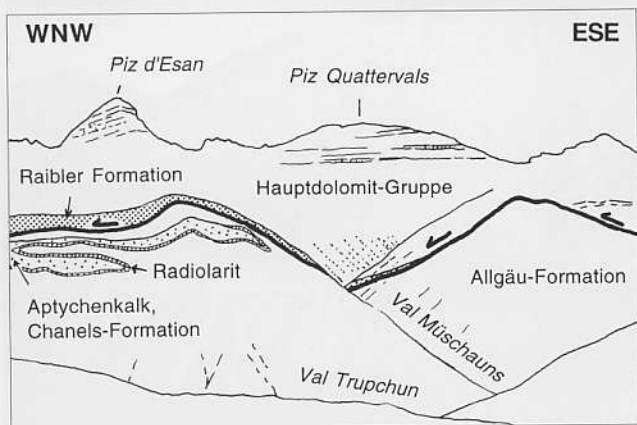 WNW
ESE
Piz d'Esan
Piz Quattervals
Raibler Formation
Hauptdolomit-Gruppe
Radiolarit
Allgäu-Formation
Aptychenkalk,
Chanels-Formation
Val Müschauns
Val Trupchun